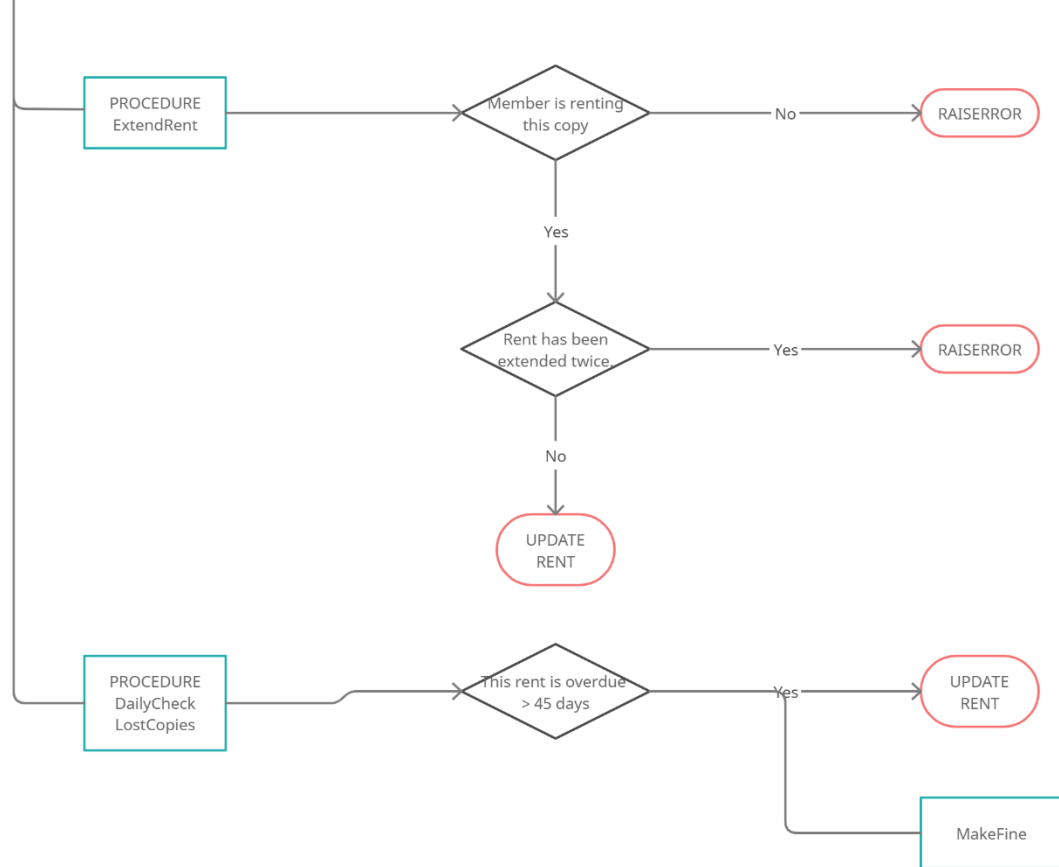 PROCEDURE
ExtendRent
Member is renting
this copy
No
RAISERROR
Yes
Rent has been
extended twice.
Yes
RAISERROR
No
UPDATE
RENT
PROCEDURE
DailyCheck
LostCopies
This rent is overdue
> 45 days
Yes
UPDATE
RENT
MakeFine